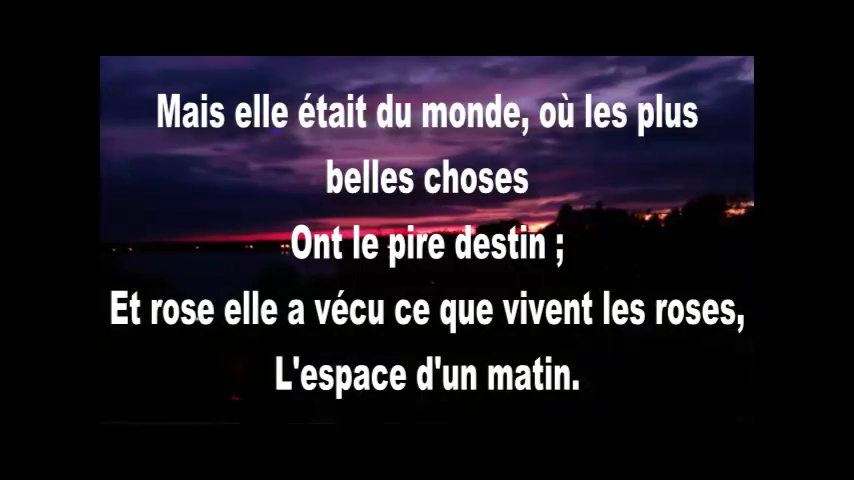 Mais elle était du monde, où les plus
belles choses
Ont le pire destin ;
Et rose elle a vécu ce que vivent les roses,
L'espace d'un matin.